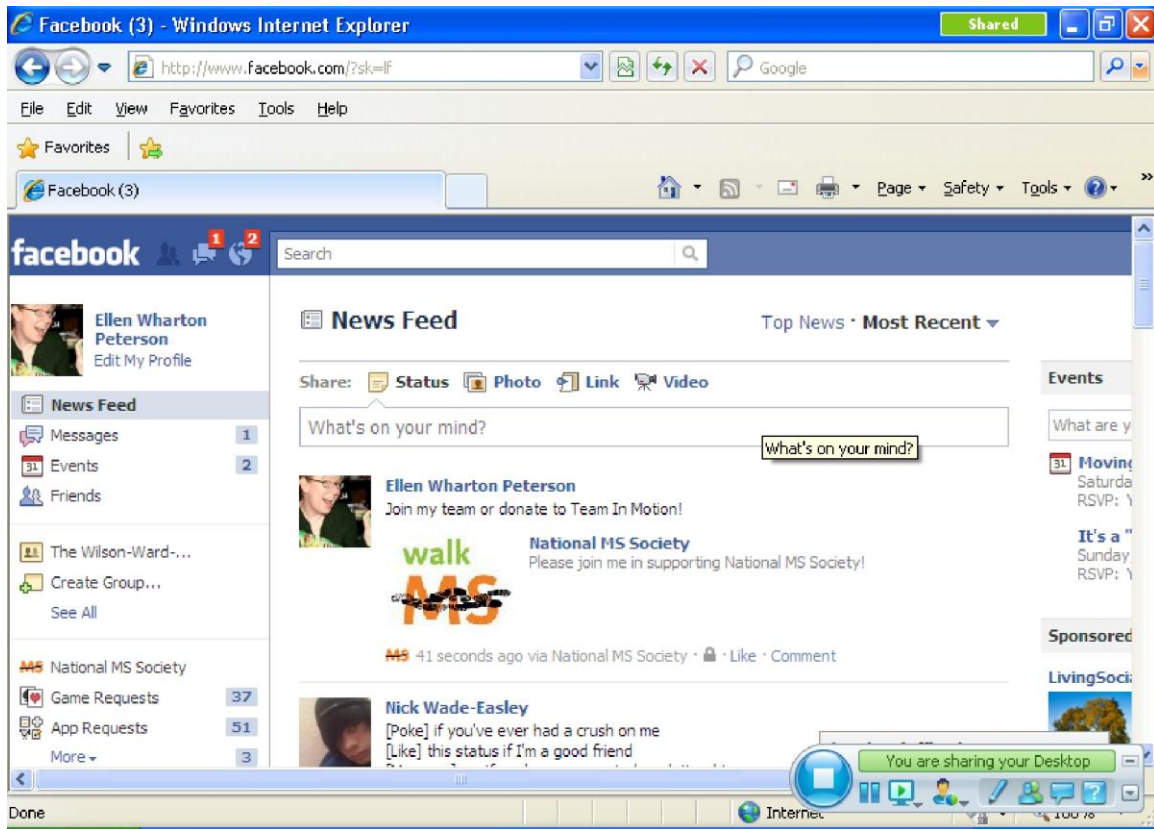 Facebook (3) - Windows Internet Explorer
Shared
http://www.facebook.com/?sk=lf
Google
File Edit View Favorites Tools Help
Favorites
Facebook (3)
Page Safety Tools
facebook
1
2
Search
Ellen Wharton
Peterson
Edit My Profile
News Feed
Messages 1
31 Events 2
Friends
The Wilson-Ward-...
Create Group...
See All
MS National MS Society
Game Requests 37
App Requests 51
More 3
News Feed
Top News · Most Recent
Share: Status Photo Link Video
What's on your mind?
What's on your mind?
Ellen Wharton Peterson
Join my team or donate to Team In Motion!
walk
MS
National MS Society
Please join me in supporting National MS Society!
MS 41 seconds ago via National MS Society · · Like · Comment
Nick Wade-Easley
[Poke] if you've ever had a crush on me
[Like] this status if I'm a good friend
Events
What are y
31 Moving
Saturda
RSVP: Y
It's a "
Sunday,
RSVP: Y
Sponsored
LivingSocia
You are sharing your Desktop
Done
Internet
100%